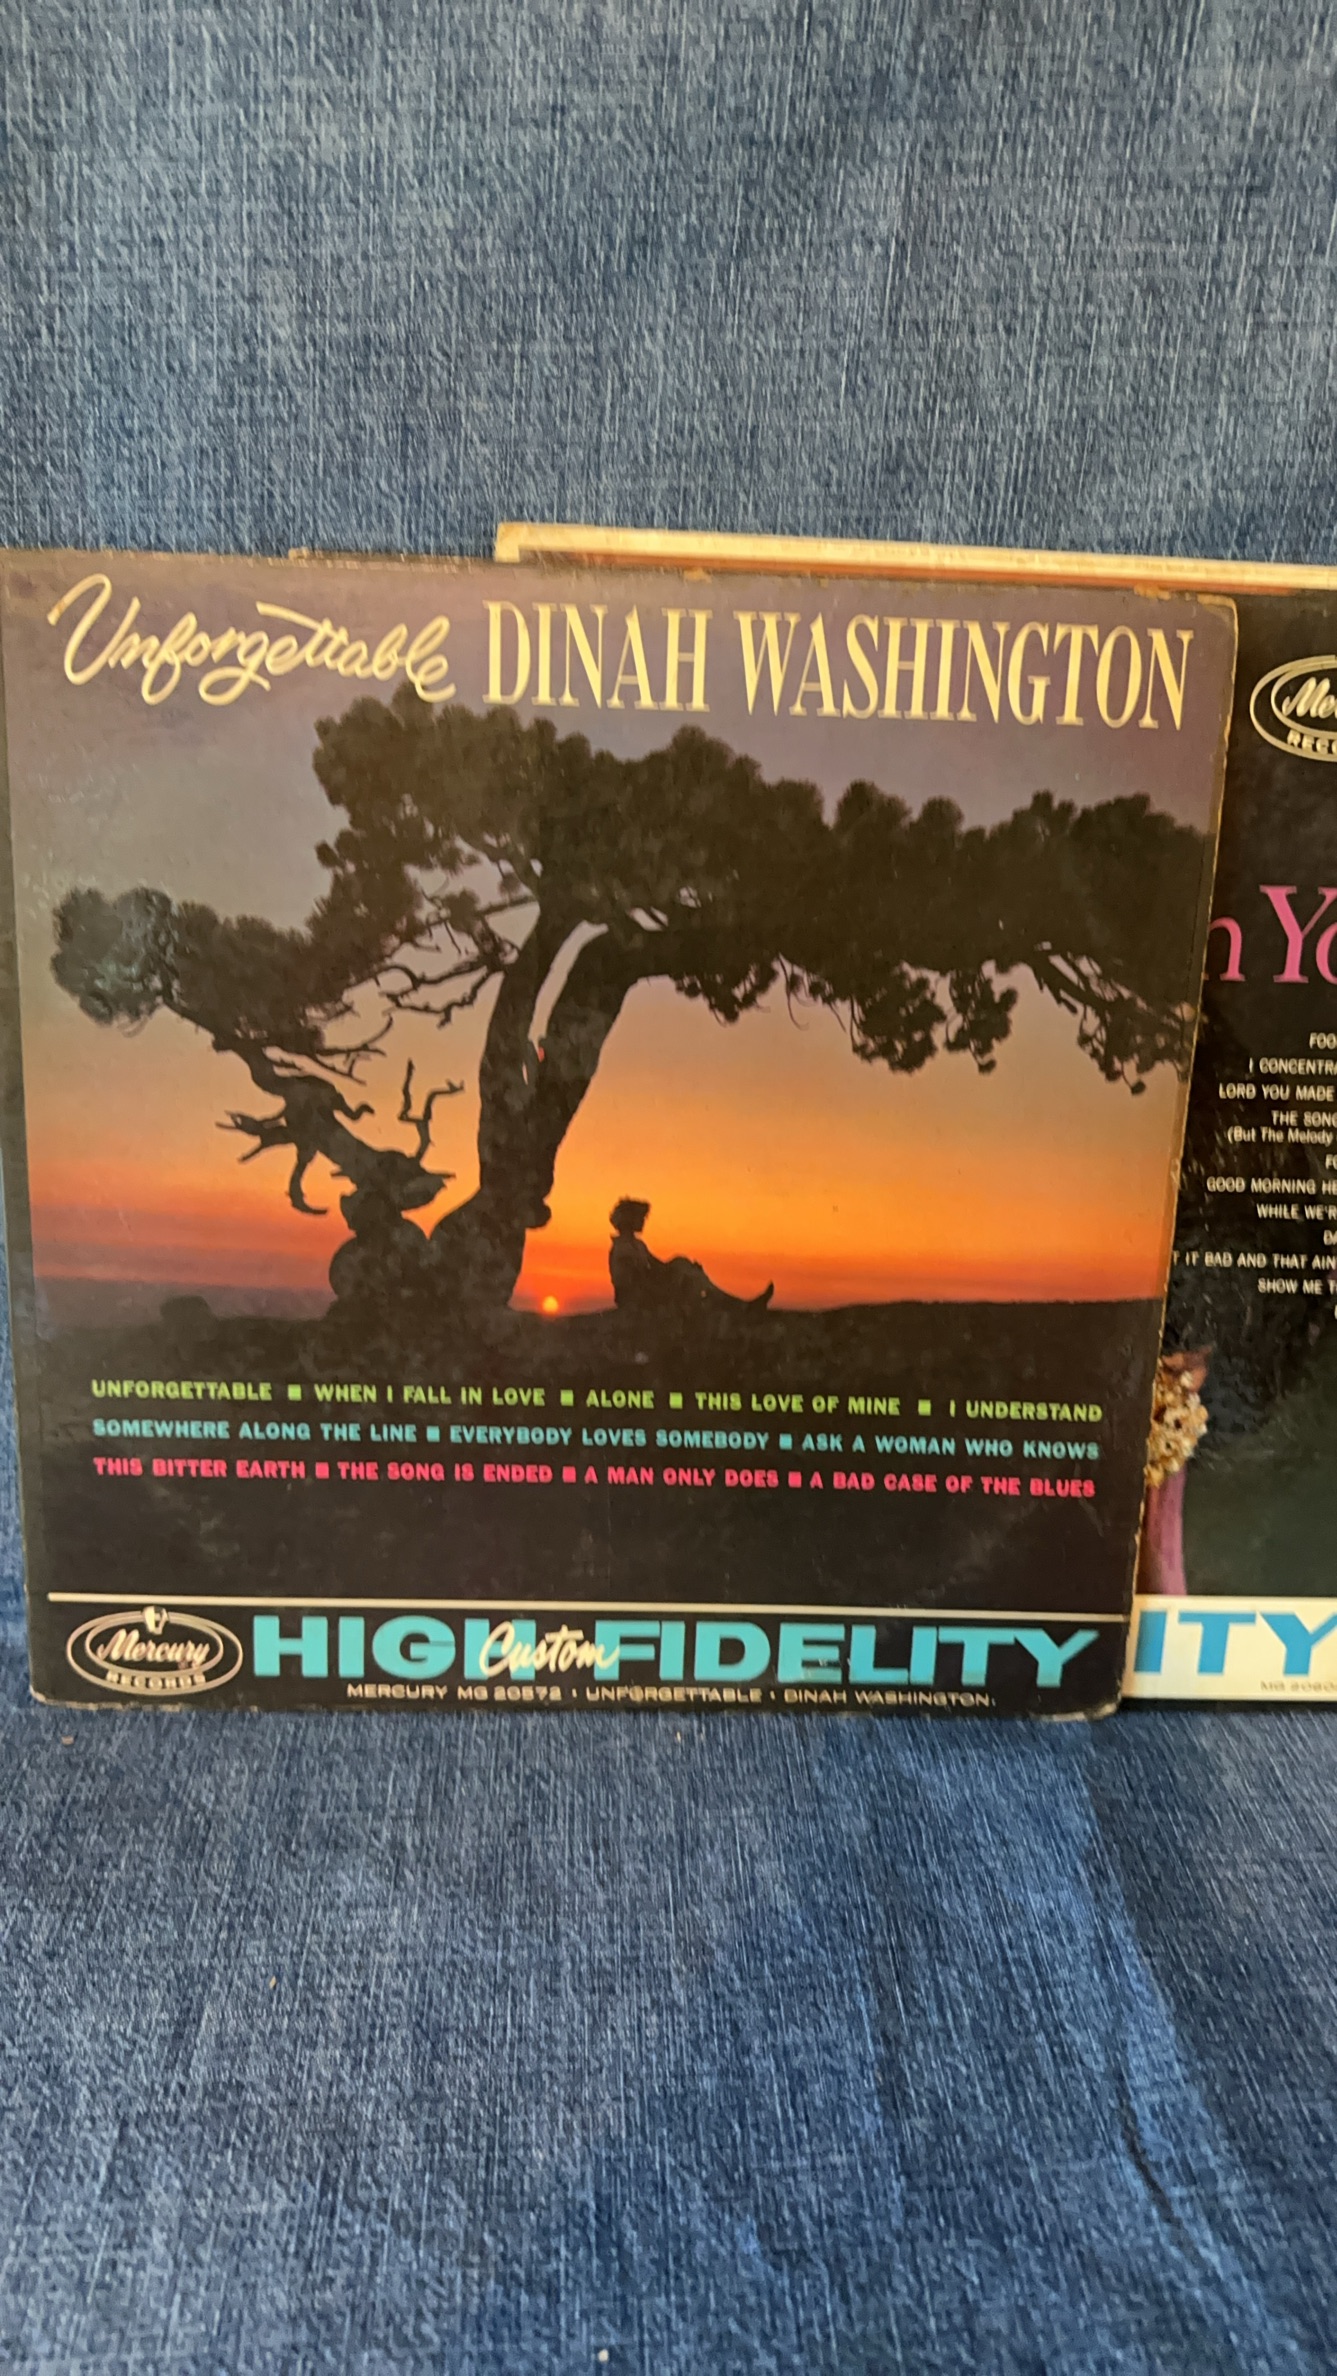 Unforgettable DINAH WASHINGTON
UNFORGETTABLE ■ WHEN I FALL IN LOVE ■ ALONE ■ THIS LOVE OF MINE ■ I UNDERSTAND
SOMEWHERE ALONG THE LINE ■ EVERYBODY LOVES SOMEBODY ■ ASK A WOMAN WHO KNOWS
THIS BITTER EARTH ■ THE SONG IS ENDED ■ A MAN ONLY DOES ■ A BAD CASE OF THE BLUES
Mercury
RECORDS
HIGH Custom FIDELITY
MERCURY MG 20572 • UNFORGETTABLE • DINAH WASHINGTON
n Yo
I CONCENTRA
LORD YOU MADE
THE SONG
(But The Melody
GOOD MORNING HE
WHILE WE'R
T IT BAD AND THAT AIN
SHOW ME T
ITY